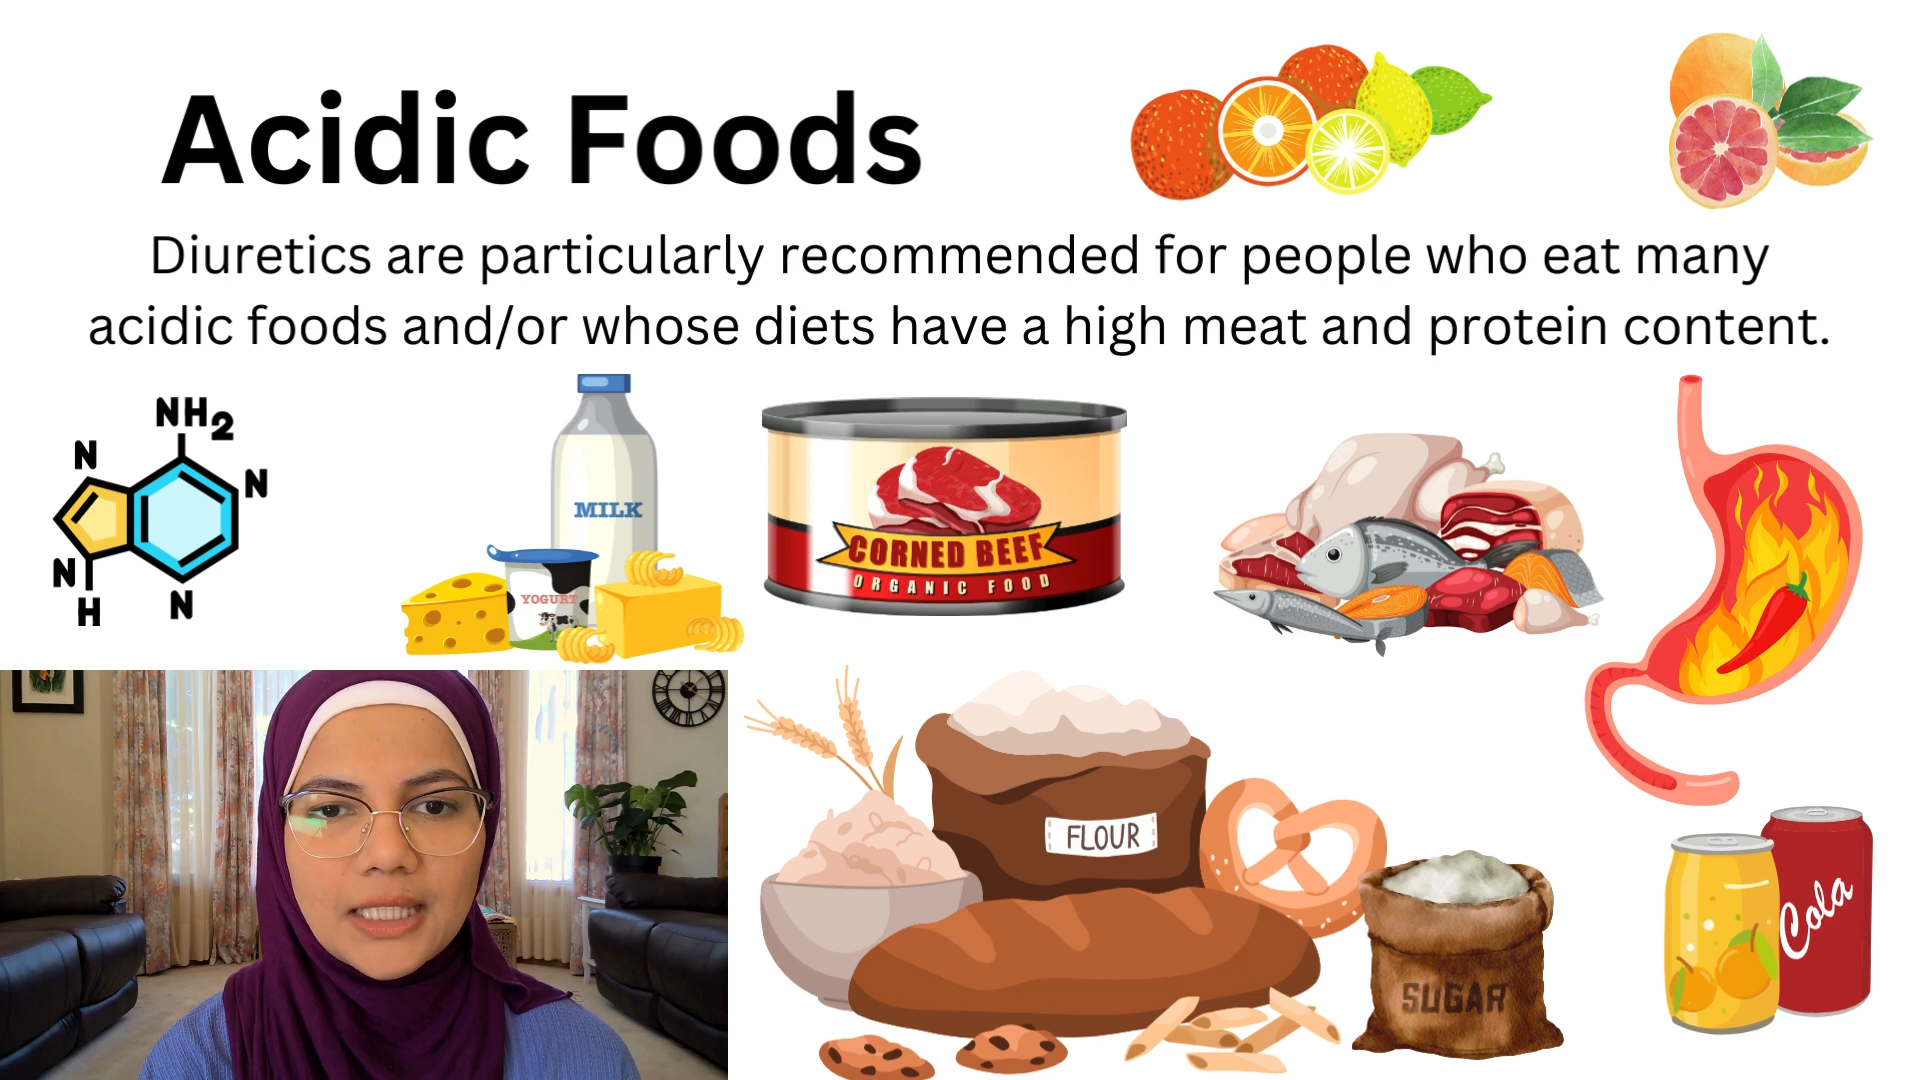 Acidic Foods
Diuretics are particularly recommended for people who eat many
acidic foods and/or whose diets have a high meat and protein content.
NH2
N
N
N
H
N
MILK
YOGURT
CORNED BEEF
ORGANIC FOOD
FLOUR
SUGAR
Cola